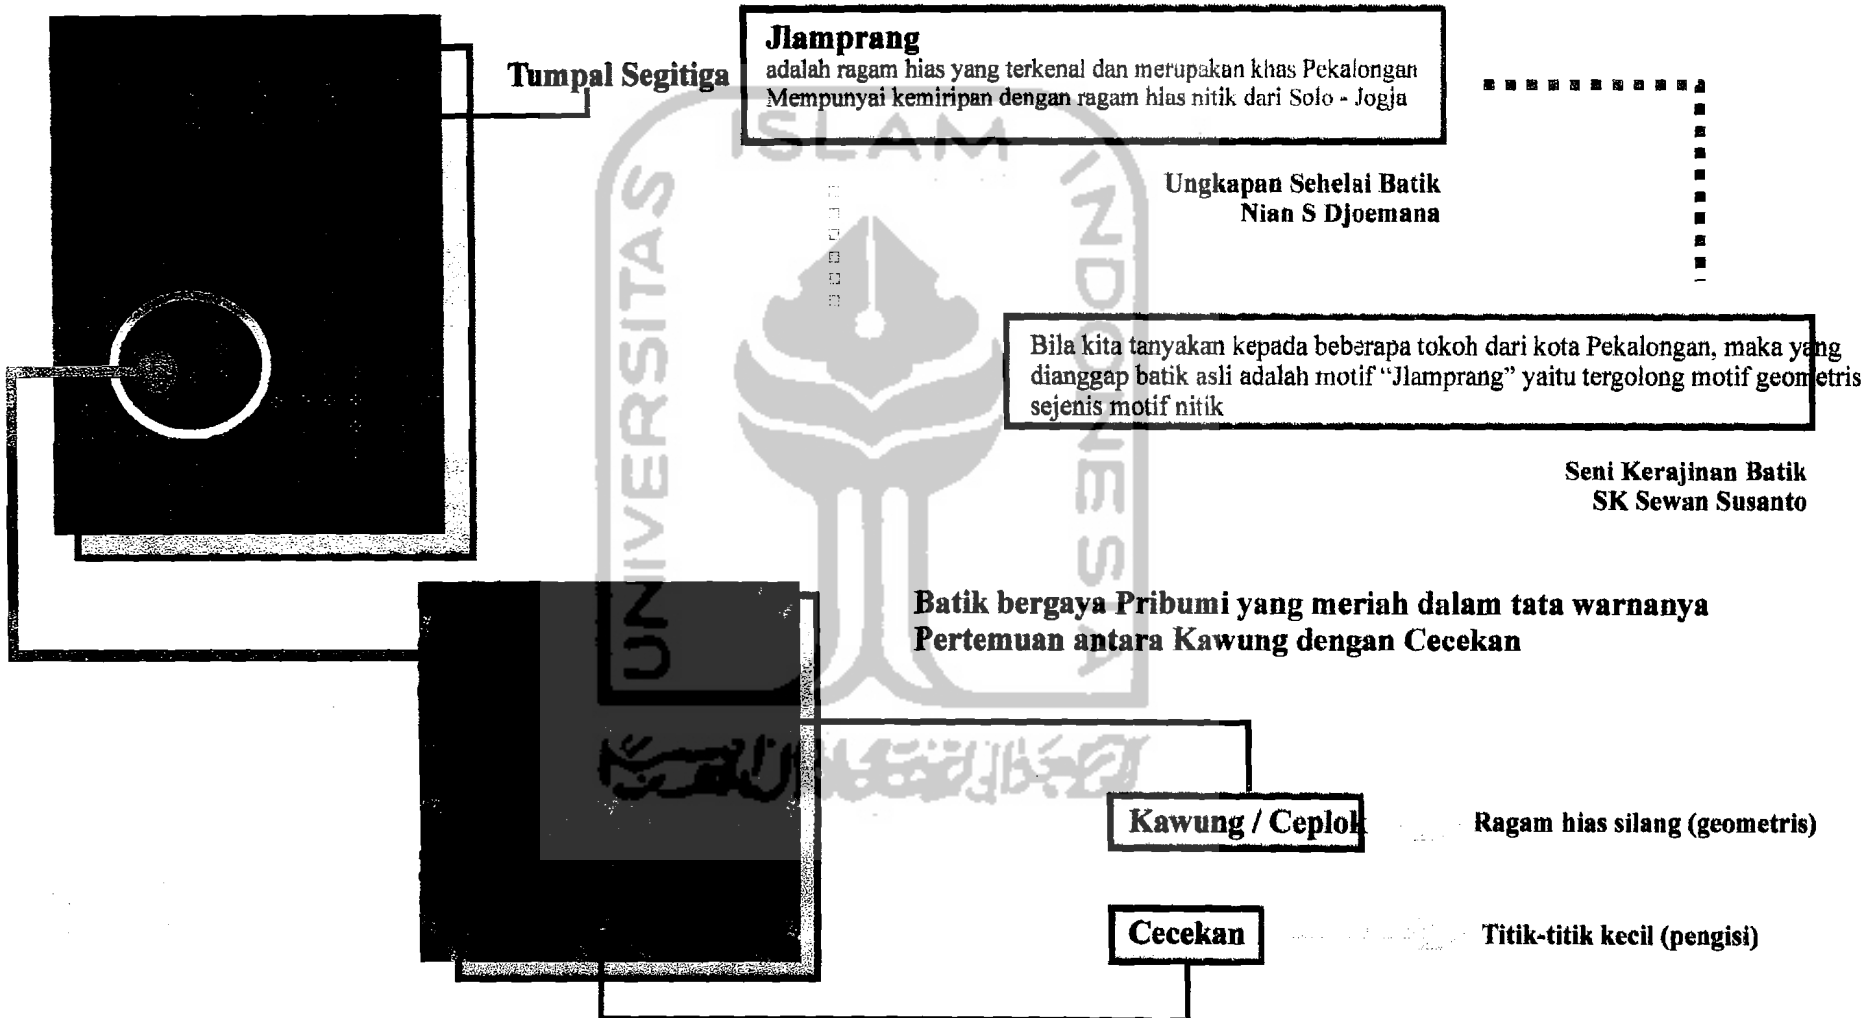 Tumpal Segitiga
Jlamprang
adalah ragam hias yang terkenal dan merupakan khas Pekalongan
Mempunyai kemiripan dengan ragam hias nitik dari Solo - Jogja
Ungkapan Sehelai Batik
Nian S Djoemana
Bila kita tanyakan kepada beberapa tokoh dari kota Pekalongan, maka yang
dianggap batik asli adalah motif “Jlamprang” yaitu tergolong motif geometris
sejenis motif nitik
Seni Kerajinan Batik
SK Sewan Susanto
Batik bergaya Pribumi yang meriah dalam tata warnanya
Pertemuan antara Kawung dengan Cecekan
Kawung / Ceplok
Ragam hias silang (geometris)
Cecekan
Titik-titik kecil (pengisi)
UNIVERSITAS
ISLAM
INDONESIA